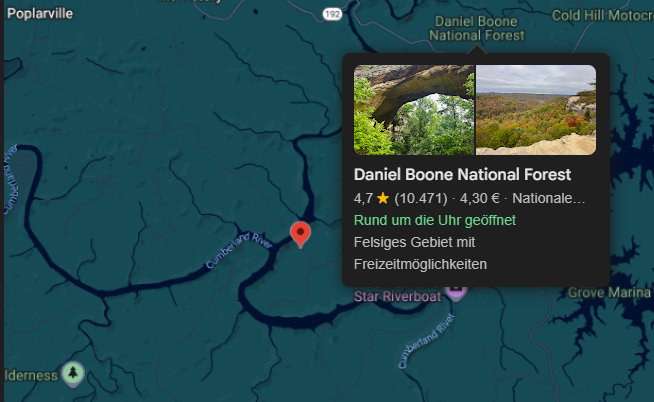 Poplarville
192
Daniel Boone
National Forest
Cold Hill Motocr
Daniel Boone National Forest
4,7 ★ (10.471) · 4,30 € · Nationale…
Rund um die Uhr geöffnet
Felsiges Gebiet mit
Freizeitmöglichkeiten
Cumberland River
Cumberland River
Star Riverboat
Grove Marina
Cumberland River
lderness